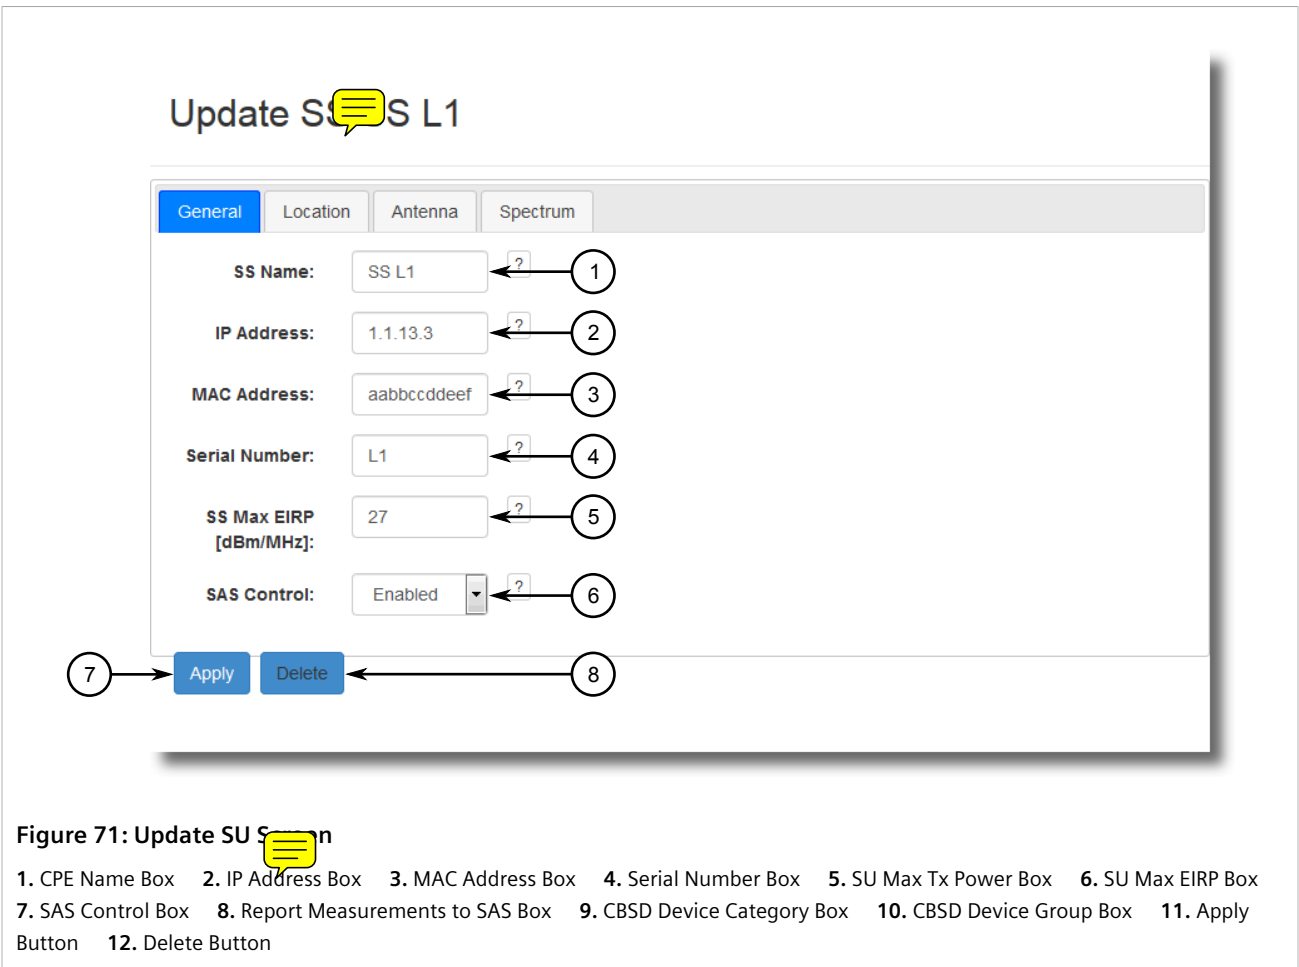 Update S S L1
General Location Antenna Spectrum
SS Name: SS L1 ? 1
IP Address: 1.1.13.3 ? 2
MAC Address: aabbccddeef ? 3
Serial Number: L1 ? 4
SS Max EIRP [dBm/MHz]: 27 ? 5
SAS Control: Enabled ? 6
7 Apply Delete 8
Figure 71: Update SU
1. CPE Name Box 2. IP Address Box 3. MAC Address Box 4. Serial Number Box 5. SU Max Tx Power Box 6. SU Max EIRP Box
7. SAS Control Box 8. Report Measurements to SAS Box 9. CBSD Device Category Box 10. CBSD Device Group Box 11. Apply
Button 12. Delete Button